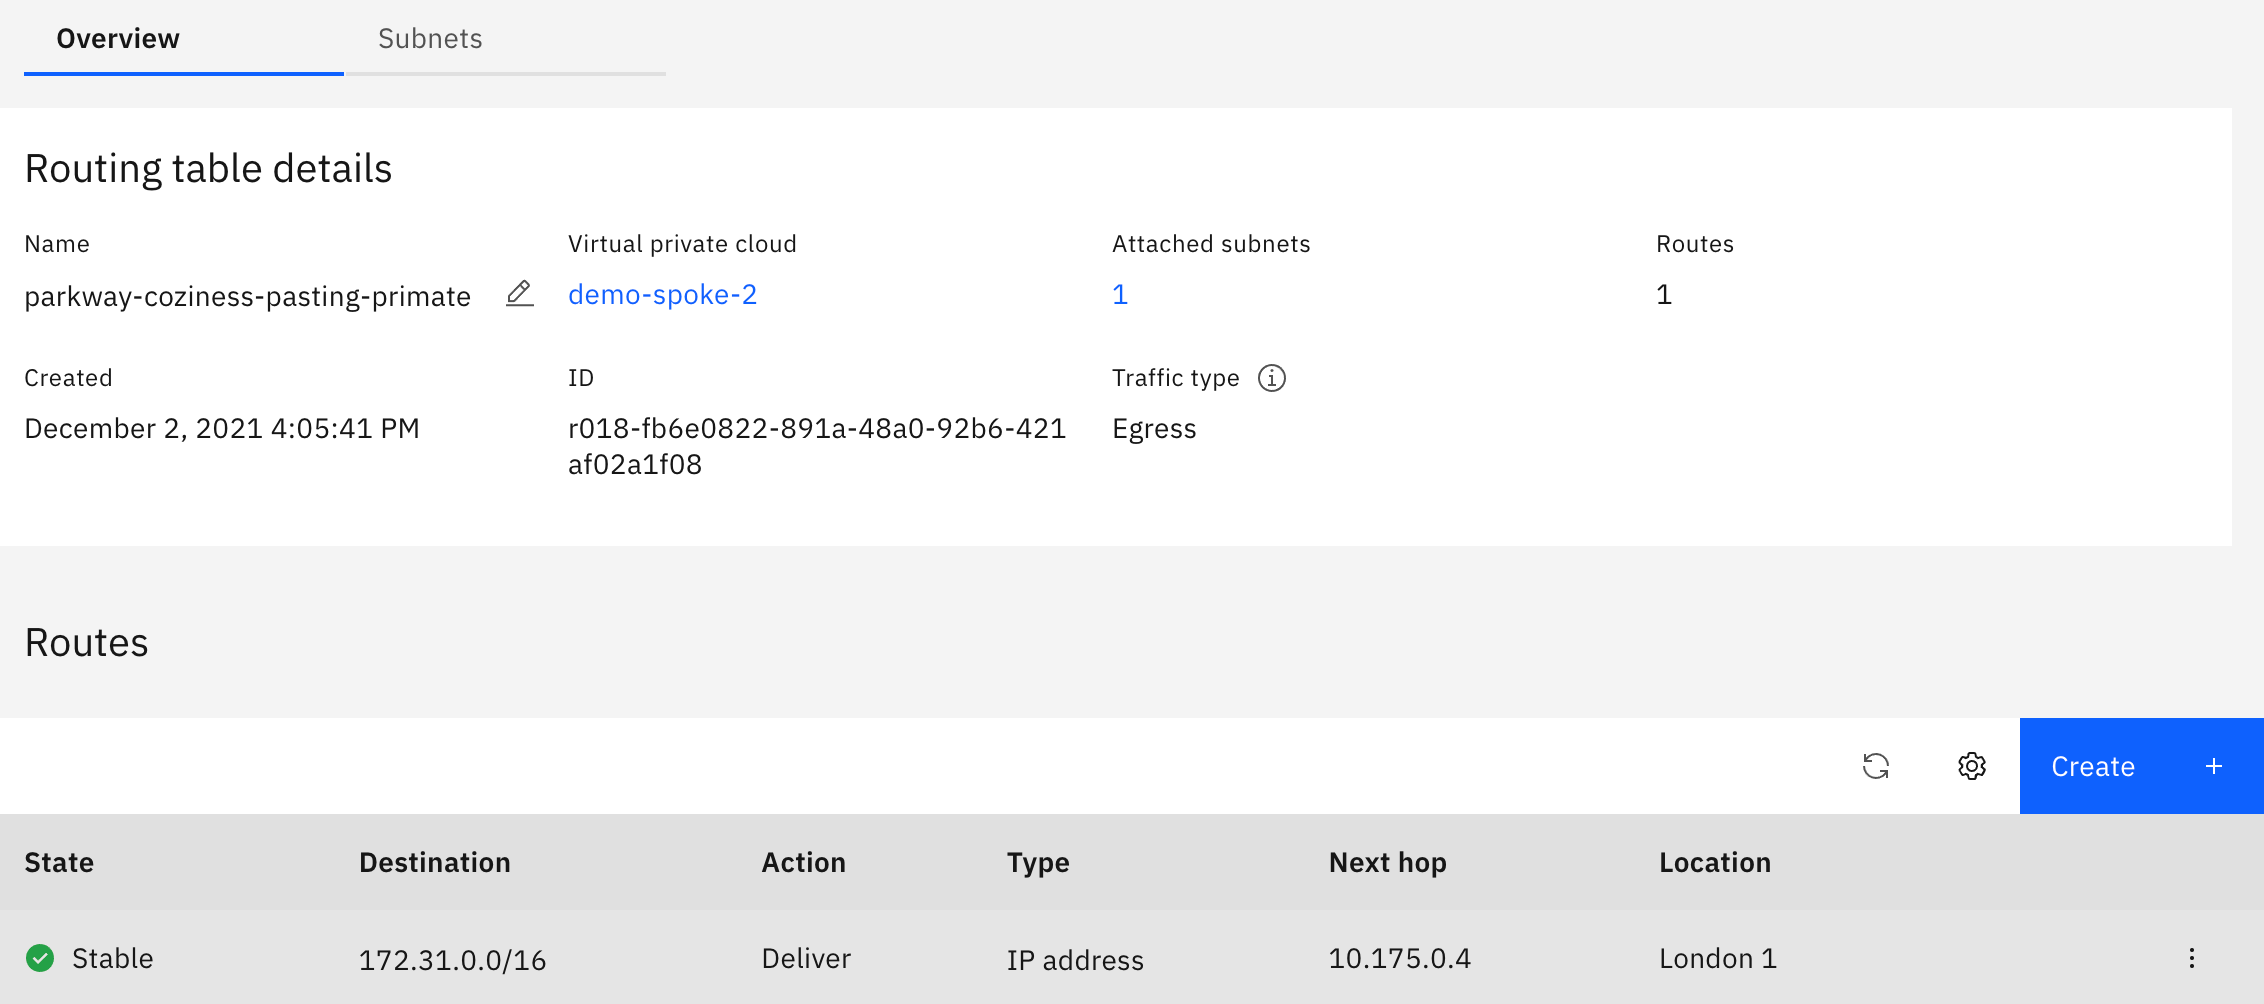 Overview Subnets
Routing table details
Name Virtual private cloud Attached subnets Routes
parkway-coziness-pasting-primate demo-spoke-2 1 1
Created ID Traffic type
December 2, 2021 4:05:41 PM r018-fb6e0822-891a-48a0-92b6-421 Egress
af02a1f08
Routes
Create +
State Destination Action Type Next hop Location
Stable 172.31.0.0/16 Deliver IP address 10.175.0.4 London 1